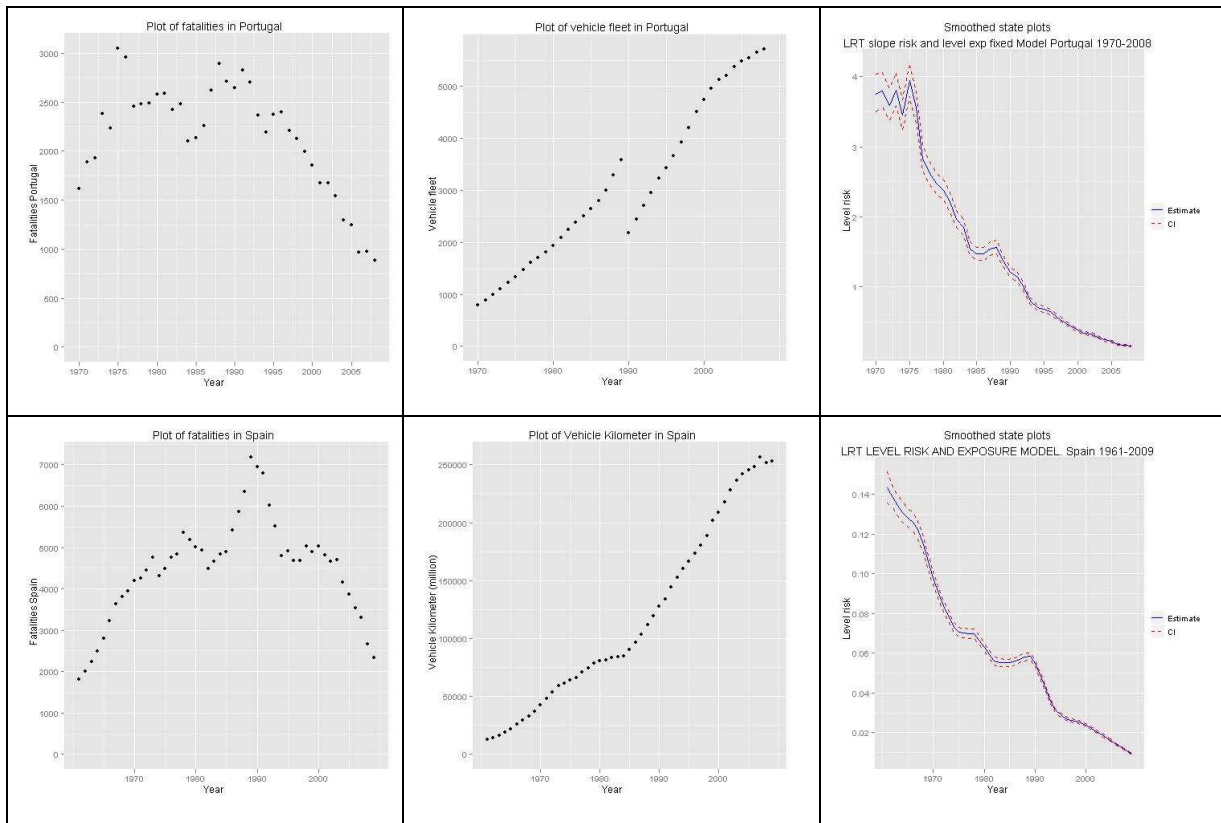 Plot of fatalities in Portugal
Fatalities Portugal
3000
2500
2000
1500
1000
500
0
1970
1975
1980
1985
1990
1995
2000
2005
Year
Plot of vehicle fleet in Portugal
Vehicle fleet
5000
4000
3000
2000
1000
0
1970
1980
1990
2000
Year
Smoothed state plots
LRT slope risk and level exp fixed Model Portugal 1970-2008
Level risk
4
3
2
1
1970
1975
1980
1985
1990
1995
2000
2005
Year
Estimate
CI
Plot of fatalities in Spain
Fatalities Spain
7000
6000
5000
4000
3000
2000
1000
0
1970
1980
1990
2000
Year
Plot of Vehicle Kilometer in Spain
Vehicle Kilometer (million)
250000
200000
150000
100000
50000
0
1970
1980
1990
2000
Year
Smoothed state plots
LRT LEVEL RISK AND EXPOSURE MODEL. Spain 1961-2009
Level risk
0.14
0.12
0.10
0.08
0.06
0.04
0.02
1970
1980
1990
2000
Year
Estimate
CI